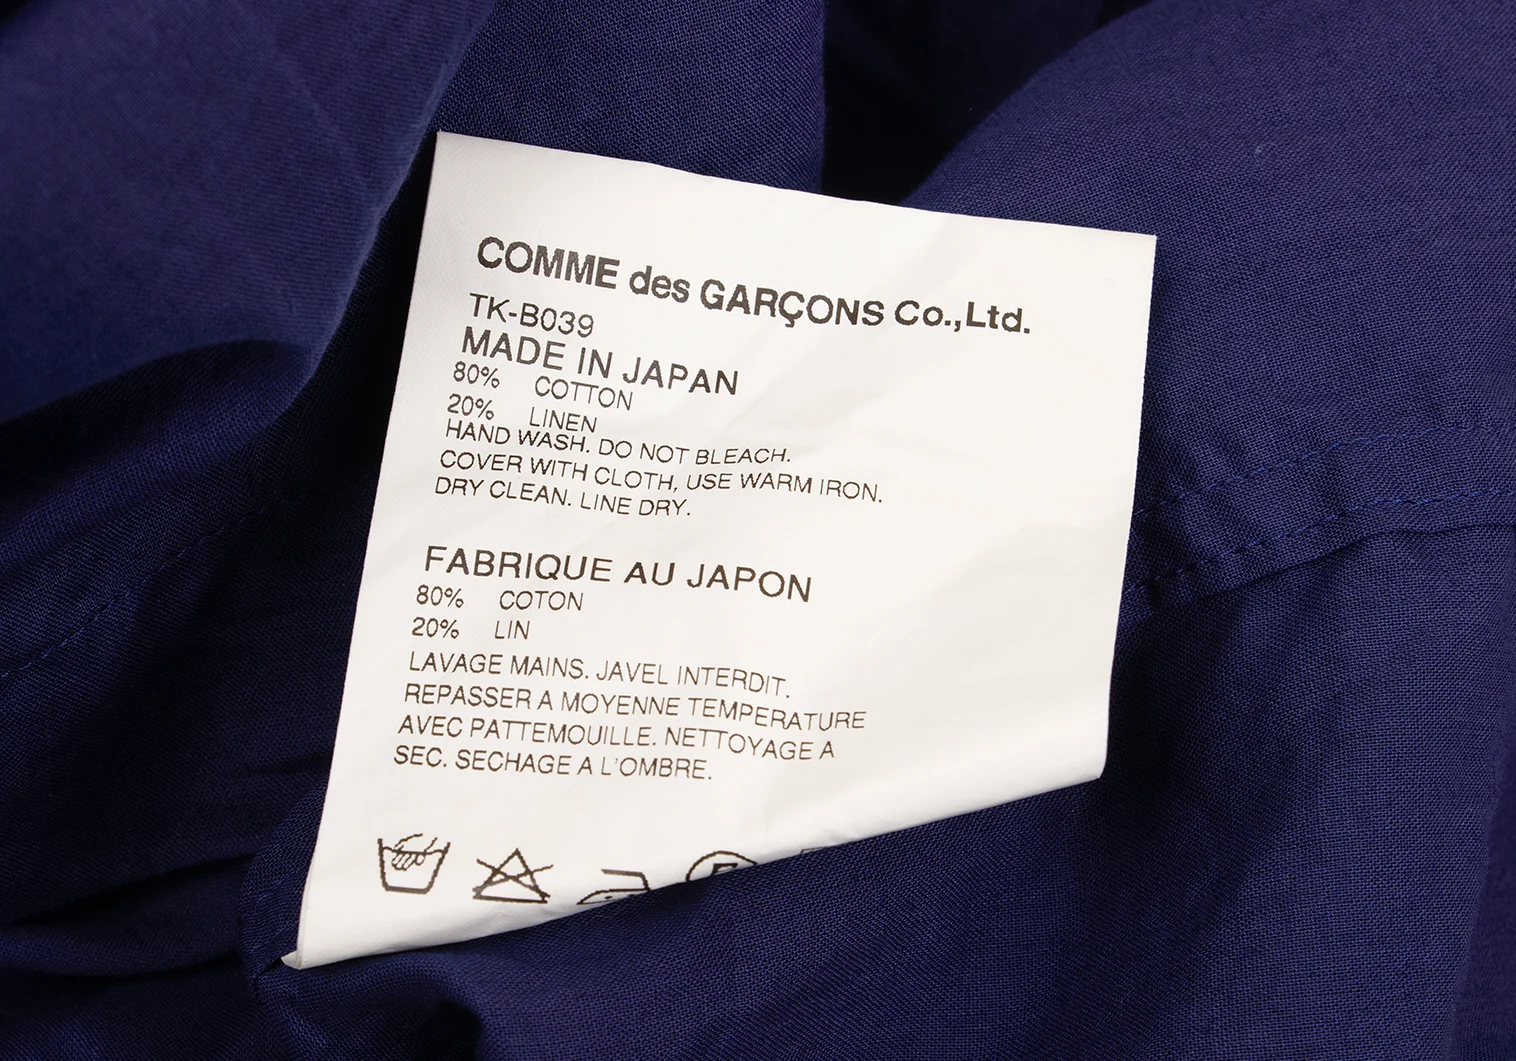 COMME des GARÇONS Co.,Ltd.
TK-B039
MADE IN JAPAN
80% COTTON
20% LINEN
HAND WASH. DO NOT BLEACH.
COVER WITH CLOTH, USE WARM IRON.
DRY CLEAN. LINE DRY.
FABRIQUE AU JAPON
80% COTON
20% LIN
LAVAGE MAINS. JAVEL INTERDIT.
REPASSER A MOYENNE TEMPERATURE
AVEC PATTEMOUILLE. NETTOYAGE A
SEC. SECHAGE A L'OMBRE.